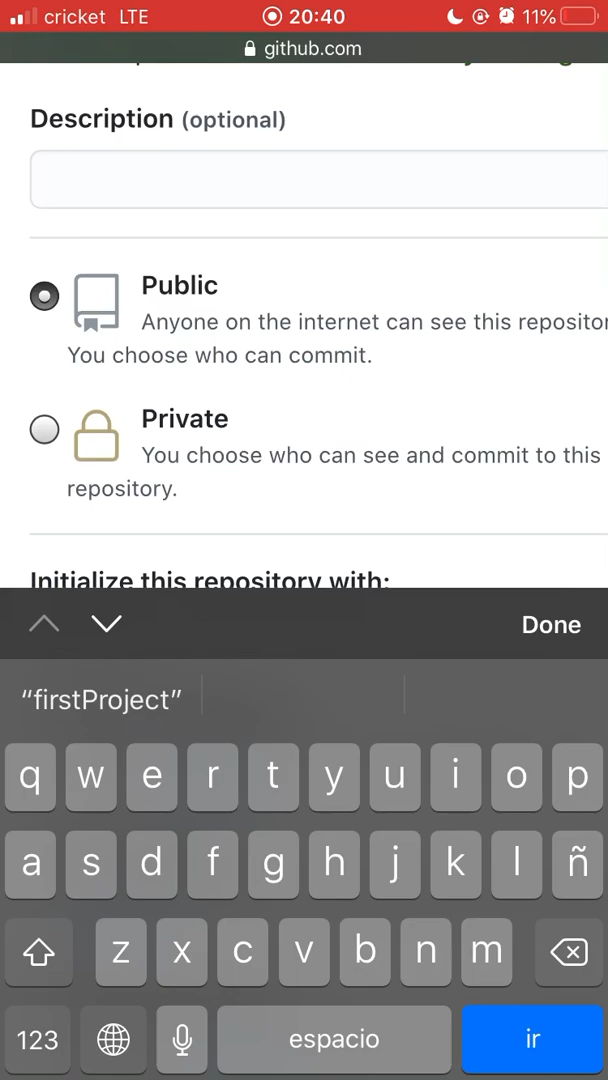 cricket LTE 20:40 11%
github.com
Description (optional)
Public
Anyone on the internet can see this repositor
You choose who can commit.
Private
You choose who can see and commit to this
repository.
Initialize this repository with:
Done
“firstProject”
q w e r t y u i o p
a s d f g h j k l ñ
z x c v b n m
123 espacio ir